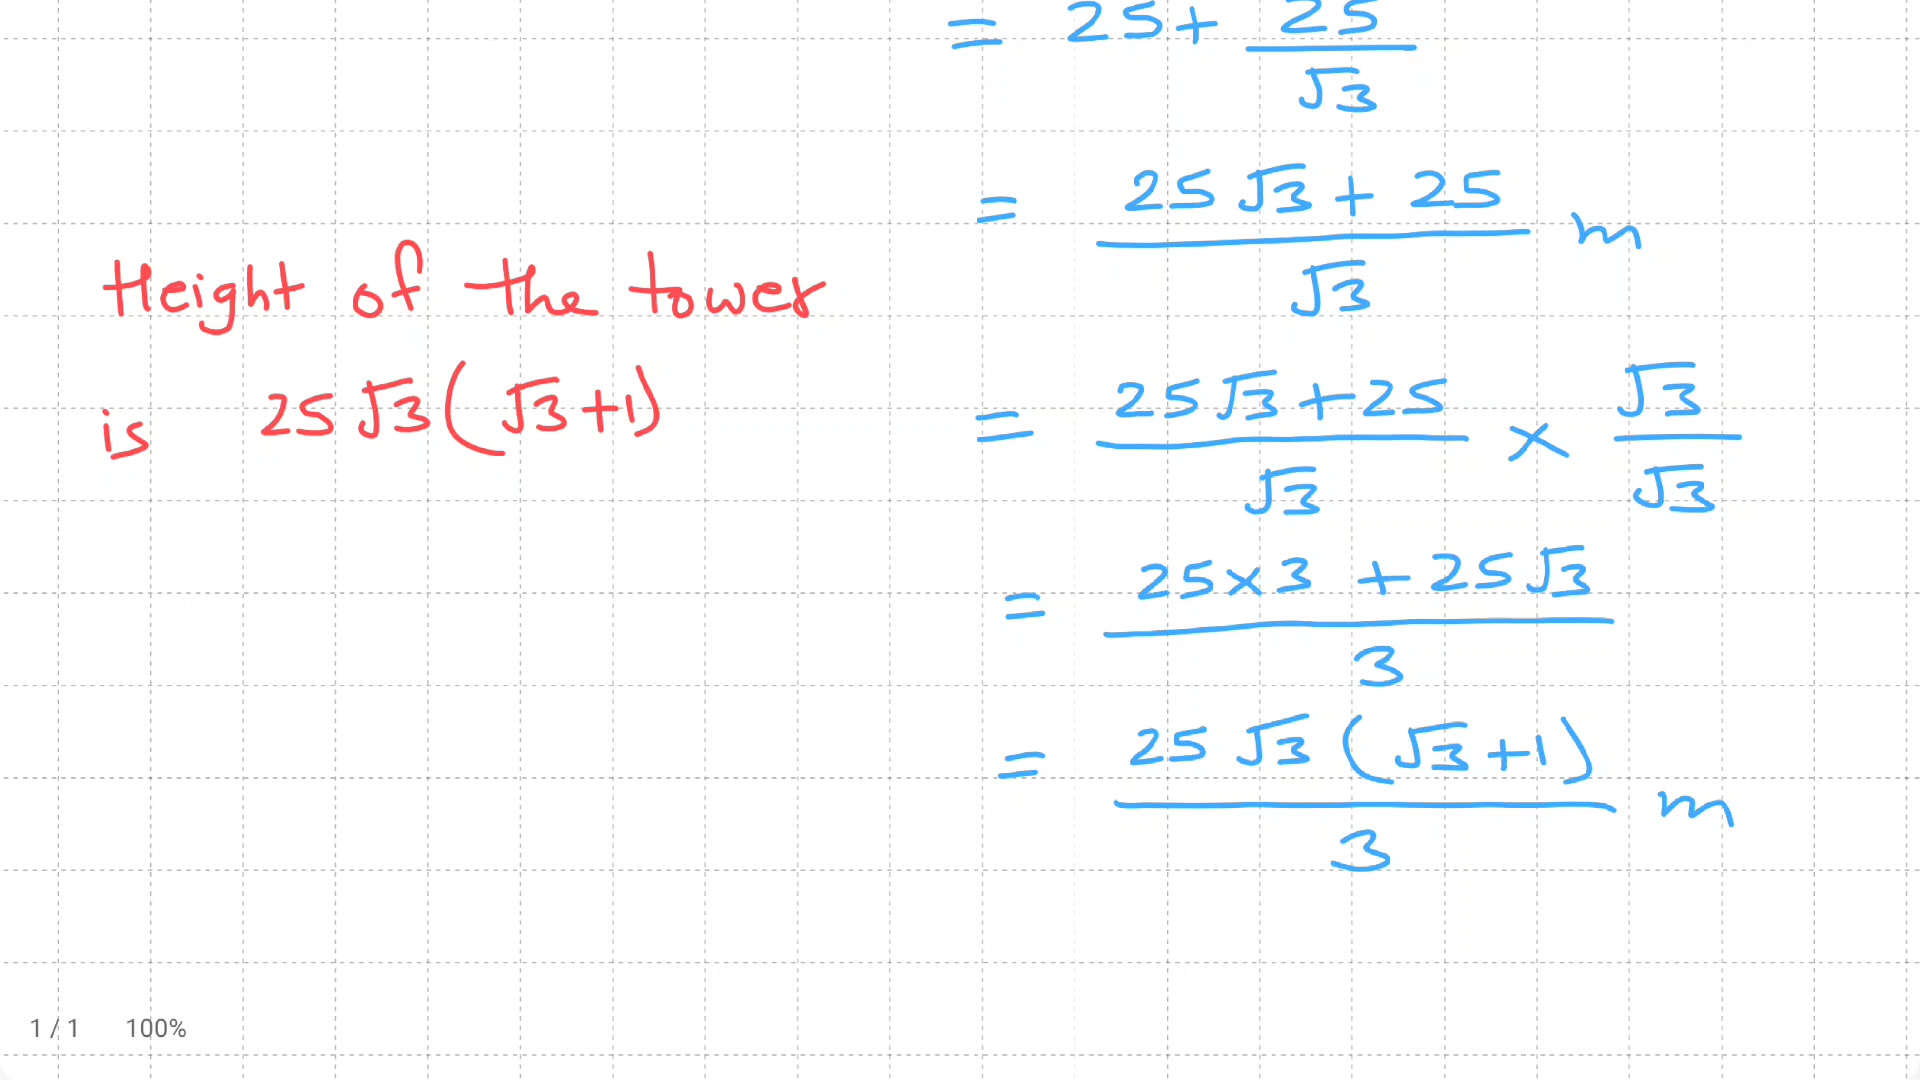 = 25 + 25/√3
= (25√3 + 25)/√3 m
Height of the tower
is 25√3(√3+1)
= (25√3 + 25)/√3 × √3/√3
= (25×3 + 25√3)/3
= 25√3(√3+1)/3 m
1 / 1 100%